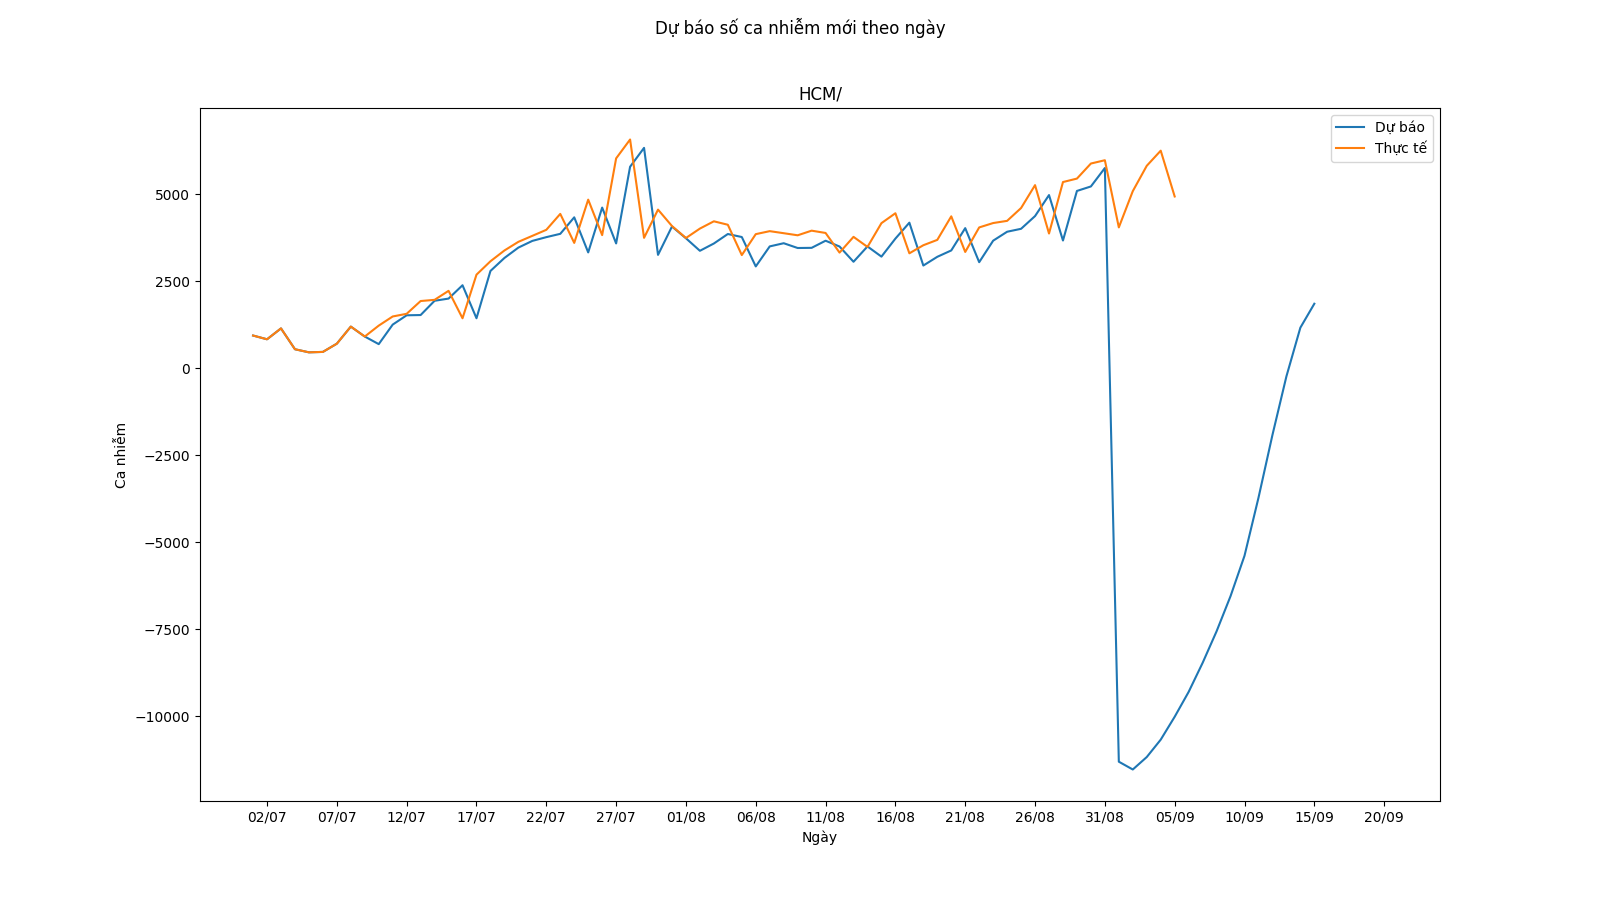 Dự báo số ca nhiễm mới theo ngày
HCM/
Dự báo
Thực tế
5000
2500
0
−2500
−5000
−7500
−10000
Ca nhiễm
02/07 07/07 12/07 17/07 22/07 27/07 01/08 06/08 11/08 16/08 21/08 26/08 31/08 05/09 10/09 15/09 20/09
Ngày